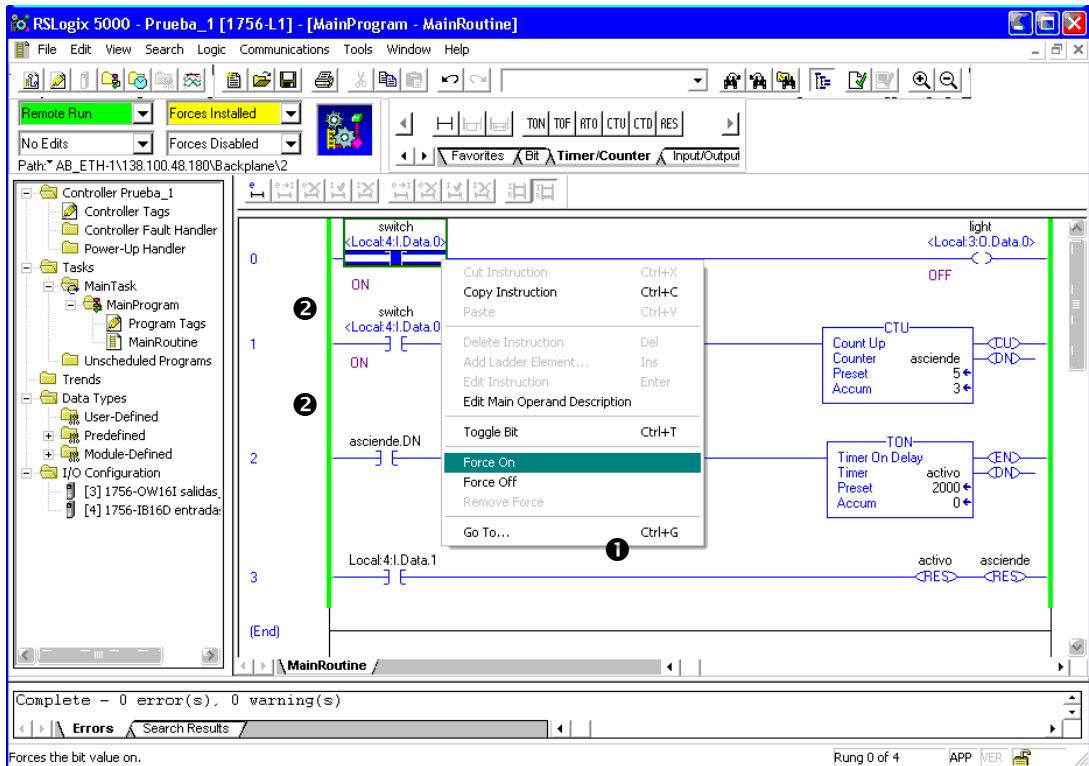 RSLogix 5000 - Prueba_1 [1756-L1] - [MainProgram - MainRoutine]
File Edit View Search Logic Communications Tools Window Help
Remote Run Forces Installed
No Edits Forces Disabled
TON TOF RTO CTU CTD RES
Favorites Bit Timer/Counter Input/Output
Path: AB_ETH-1\138.100.48.180\Backplane\2
Controller Prueba_1
Controller Tags
Controller Fault Handler
Power-Up Handler
Tasks
MainTask
MainProgram
Program Tags
MainRoutine
Unscheduled Programs
Trends
Data Types
User-Defined
Predefined
Module-Defined
I/O Configuration
[3] 1756-OW16I salidas_
[4] 1756-IB16D entrada
switch
<Local:4:I.Data.0>
light
<Local:3:O.Data.0>
0
ON
OFF
❷
switch
<Local:4:I.Data.0
1
ON
CTU
Count Up
Counter asciende
Preset 5
Accum 3
CU
DN
❷
asciende.DN
2
TON
Timer On Delay
Timer activo
Preset 2000
Accum 0
EN
DN
Cut Instruction Ctrl+X
Copy Instruction Ctrl+C
Paste Ctrl+V
Delete Instruction Del
Add Ladder Element... Ins
Edit Instruction Enter
Edit Main Operand Description
Toggle Bit Ctrl+T
Force On
Force Off
Remove Force
Go To... Ctrl+G
❶
Local:4:I.Data.1
3
activo asciende
RES RES
(End)
MainRoutine
Complete - 0 error(s), 0 warning(s)
Errors Search Results
Forces the bit value on.
Rung 0 of 4 APP VER